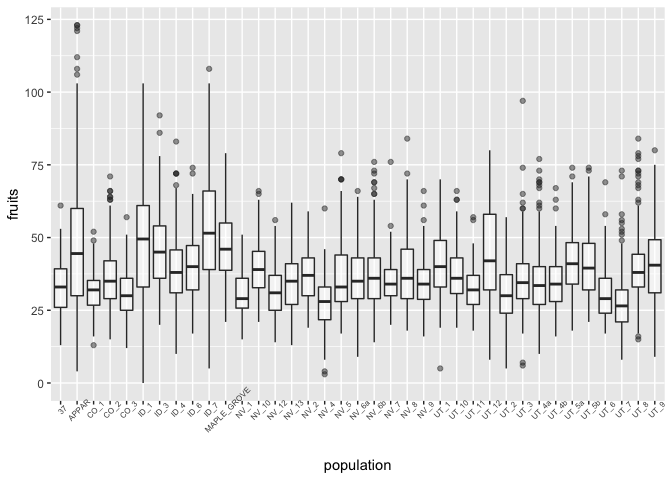 fruits
125
100
75
50
25
0
37 APPAR CO_1 CO_2 CO_3 ID_1 ID_3 ID_4 ID_6 ID_7 MAPLE_GROVE NV_1 NV_10 NV_12 NV_13 NV_2 NV_4 NV_5 NV_6a NV_6b NV_7 NV_8 NV_9 UT_1 UT_10 UT_11 UT_12 UT_2 UT_3 UT_4a UT_4b UT_5a UT_5b UT_6 UT_7 UT_8 UT_9
population